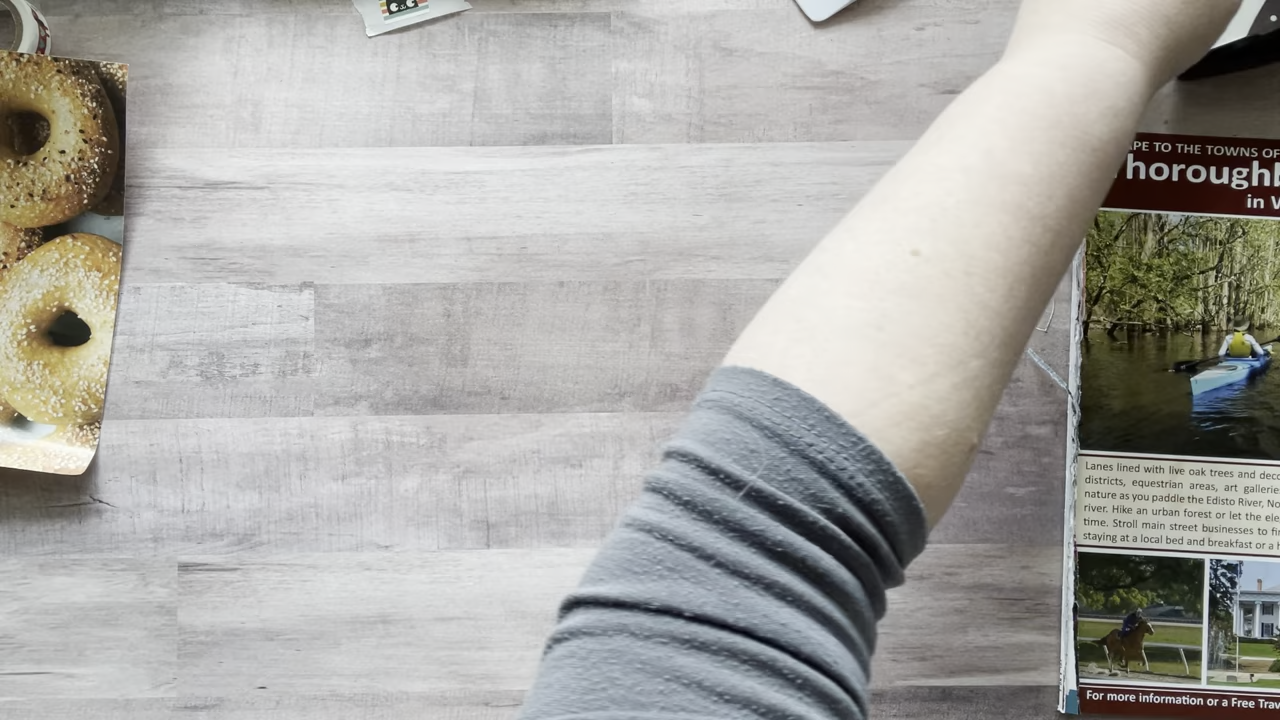 PE TO THE TOWNS OF
horoughb
in W
Lanes lined with live oak trees and deco
districts, equestrian areas, art gallerie
nature as you paddle the Edisto River, No
river. Hike an urban forest or let the ele
time. Stroll main street businesses to fi
staying at a local bed and breakfast or a h
For more information or a Free Trav